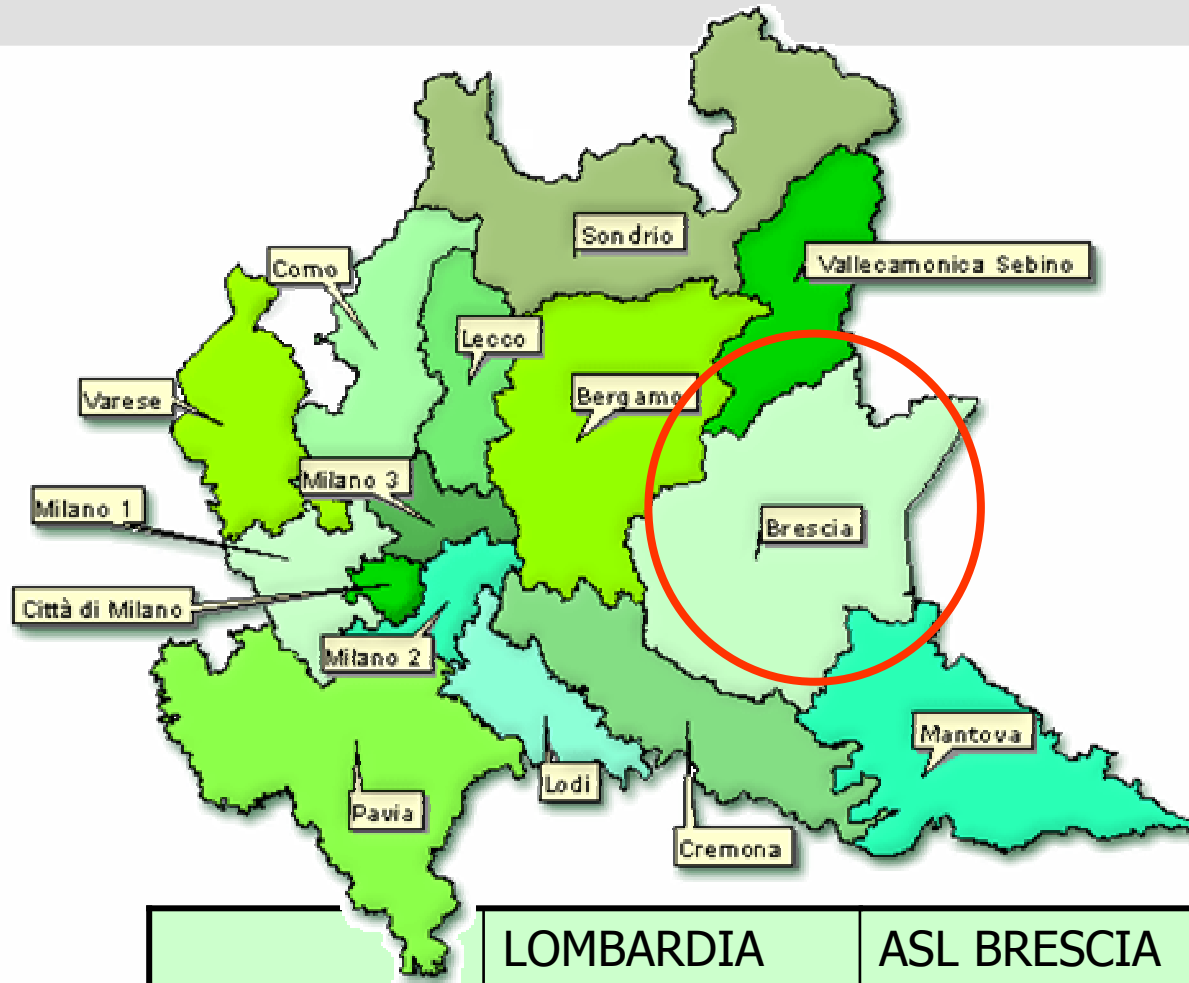 Sondrio
Como
Vallecamonica Sebino
Lecco
Varese
Bergamo
Milano 3
Milano 1
Brescia
Città di Milano
Milano 2
Mantova
Lodi
Pavia
Cremona
LOMBARDIA
ASL BRESCIA